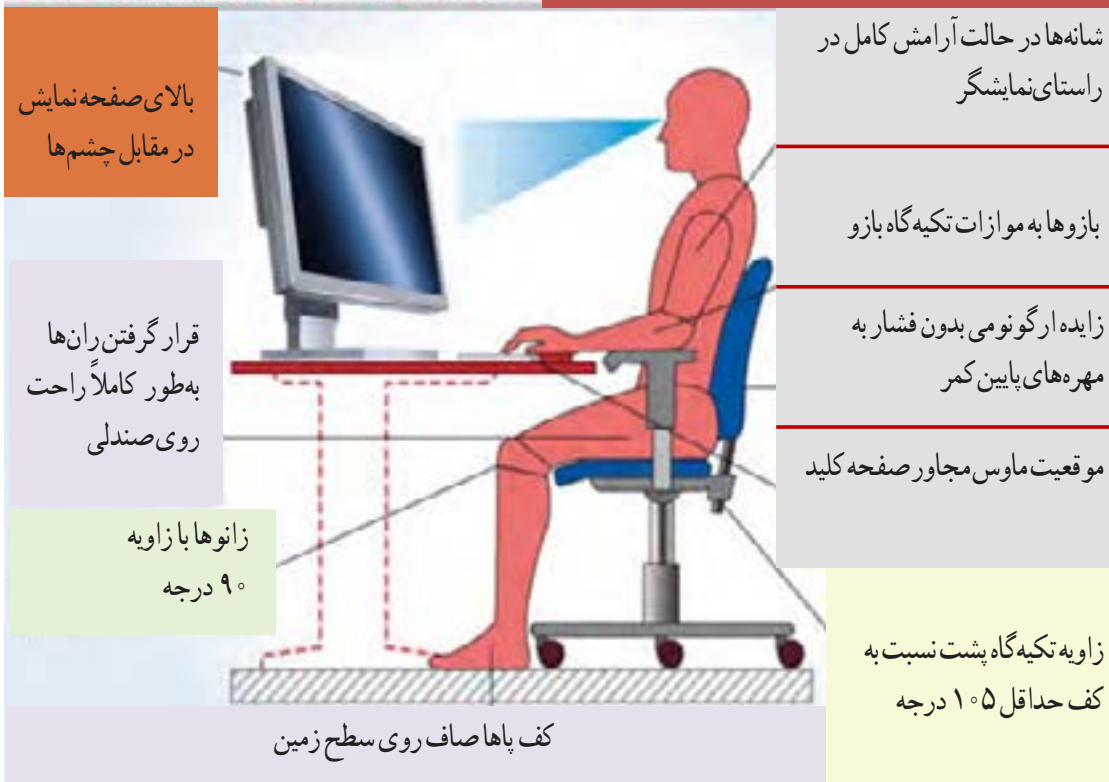 شانه‌ها در حالت آرامش کامل در
راستای نمایشگر
بازوها به موازات تکیه‌گاه بازو
زایده ارگونومی بدون فشار به
مهره‌های پایین کمر
موقعیت ماوس مجاور صفحه کلید
زاویه تکیه‌گاه پشت نسبت به
کف حداقل ۱۰۵ درجه
بالای صفحه نمایش
در مقابل چشم‌ها
قرار گرفتن ران‌ها
به‌طور کاملاً راحت
روی صندلی
زانوها با زاویه
۹۰ درجه
کف پاها صاف روی سطح زمین